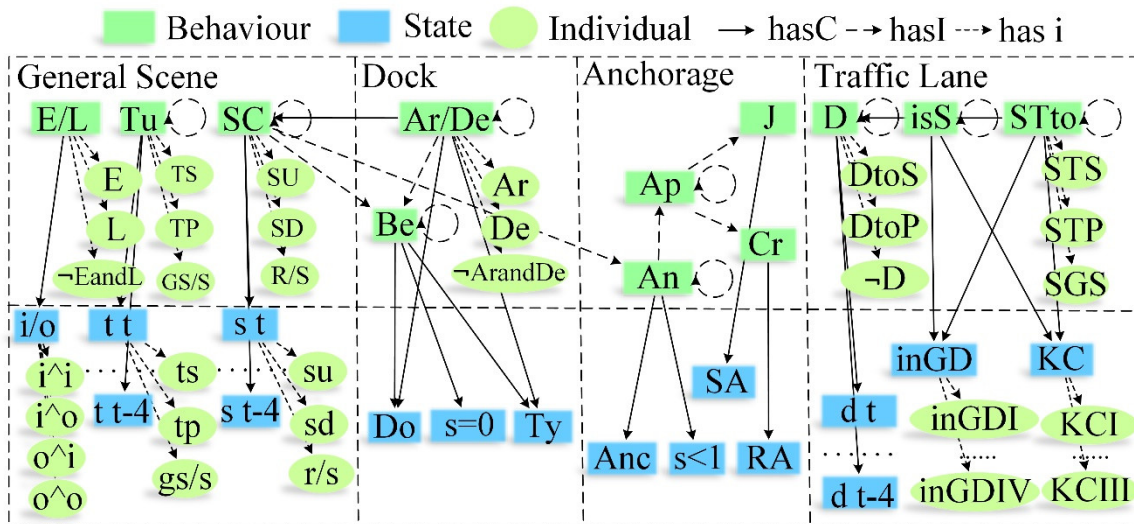 Behaviour State Individual hasC hasI has i
General Scene Dock Anchorage Traffic Lane
E/L Tu SC Ar/De J D isS STto
E TS SU Ar Ap DtoS STS
L TP SD Be De Cr DtoP STP
¬EandL GS/S R/S ¬ArandDe An ¬D SGS
i/o t t s t inGD KC
i^i ts su SA
i^o t t-4 s t-4 Do s=0 Ty d t inGDI KCI
o^i tp sd Anc s<1 RA
o^o gs/s r/s d t-4 inGDIV KCIII